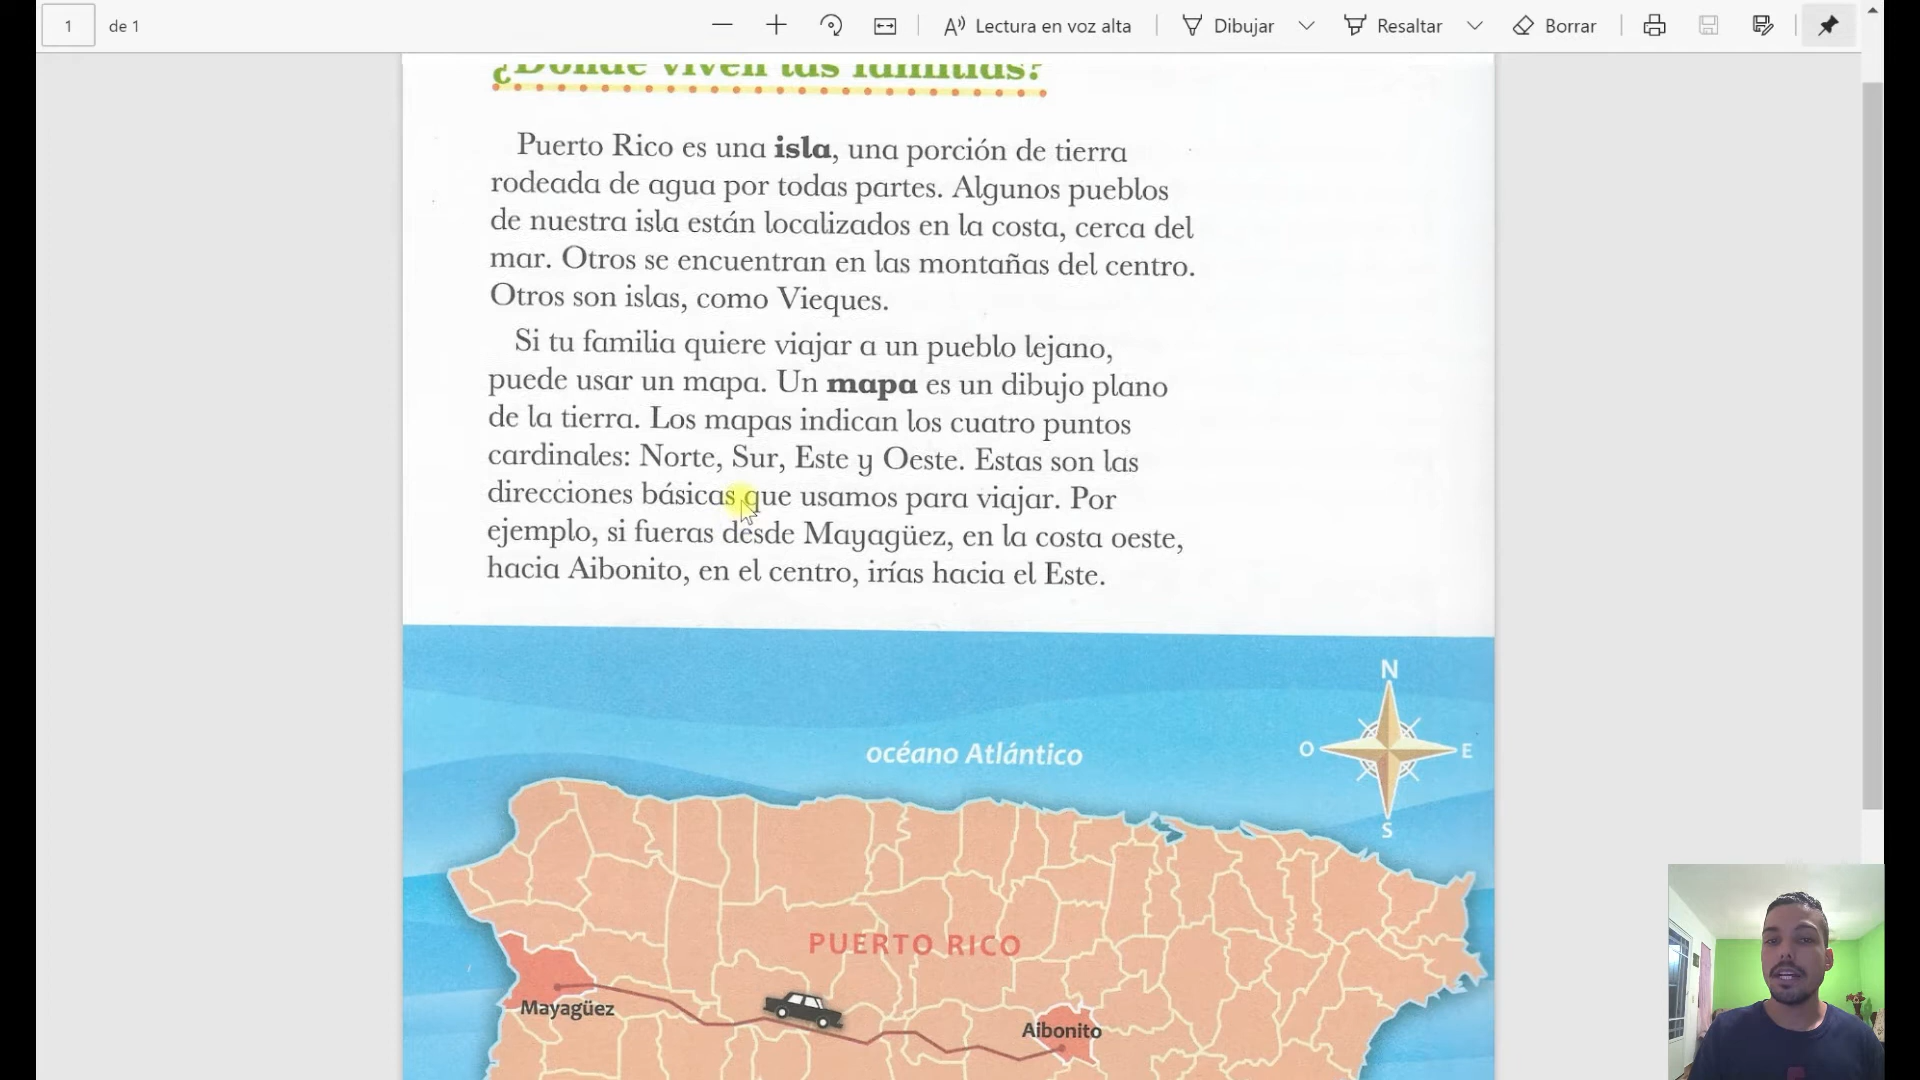 1 de 1 Lectura en voz alta Dibujar Resaltar Borrar
¿Dónde viven las familias?
Puerto Rico es una isla, una porción de tierra
rodeada de agua por todas partes. Algunos pueblos
de nuestra isla están localizados en la costa, cerca del
mar. Otros se encuentran en las montañas del centro.
Otros son islas, como Vieques.
Si tu familia quiere viajar a un pueblo lejano,
puede usar un mapa. Un mapa es un dibujo plano
de la tierra. Los mapas indican los cuatro puntos
cardinales: Norte, Sur, Este y Oeste. Estas son las
direcciones básicas que usamos para viajar. Por
ejemplo, si fueras desde Mayagüez, en la costa oeste,
hacia Aibonito, en el centro, irías hacia el Este.
N
O E
S
océano Atlántico
PUERTO RICO
Mayagüez
Aibonito